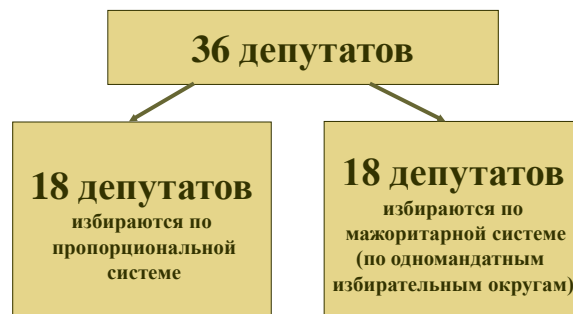 36 депутатов
18 депутатов
избираются по
пропорциональной
системе
18 депутатов
избираются по
мажоритарной системе
(по одномандатным
избирательным округам)